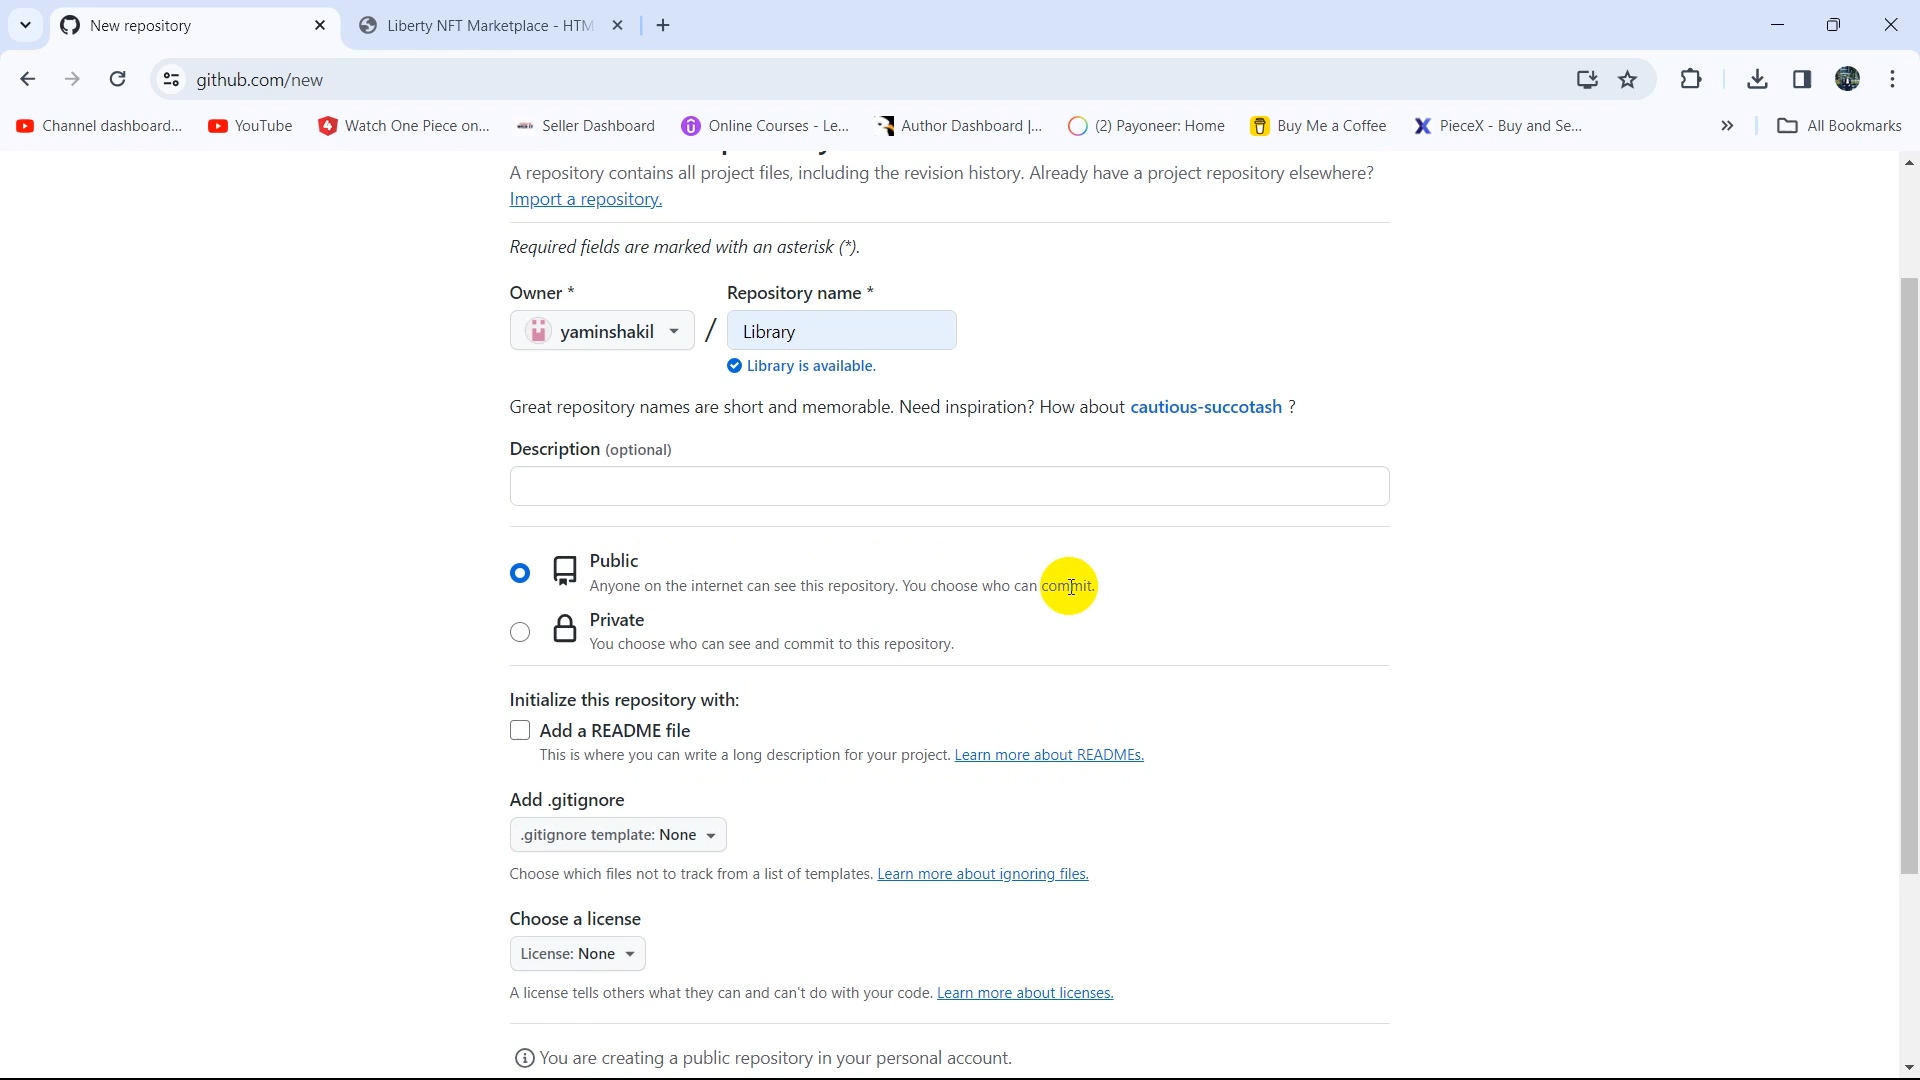 New repository
Liberty NFT Marketplace - HTM
github.com/new
Channel dashboard...
YouTube
Watch One Piece on...
Seller Dashboard
Online Courses - Le...
Author Dashboard |...
(2) Payoneer: Home
Buy Me a Coffee
PieceX - Buy and Se...
All Bookmarks
A repository contains all project files, including the revision history. Already have a project repository elsewhere?
Import a repository.
Required fields are marked with an asterisk (*).
Owner *
Repository name *
yaminshakil
/
Library
Library is available.
Great repository names are short and memorable. Need inspiration? How about cautious-succotash ?
Description (optional)
Public
Anyone on the internet can see this repository. You choose who can commit.
Private
You choose who can see and commit to this repository.
Initialize this repository with:
Add a README file
This is where you can write a long description for your project. Learn more about READMEs.
Add .gitignore
.gitignore template: None
Choose which files not to track from a list of templates. Learn more about ignoring files.
Choose a license
License: None
A license tells others what they can and can't do with your code. Learn more about licenses.
You are creating a public repository in your personal account.